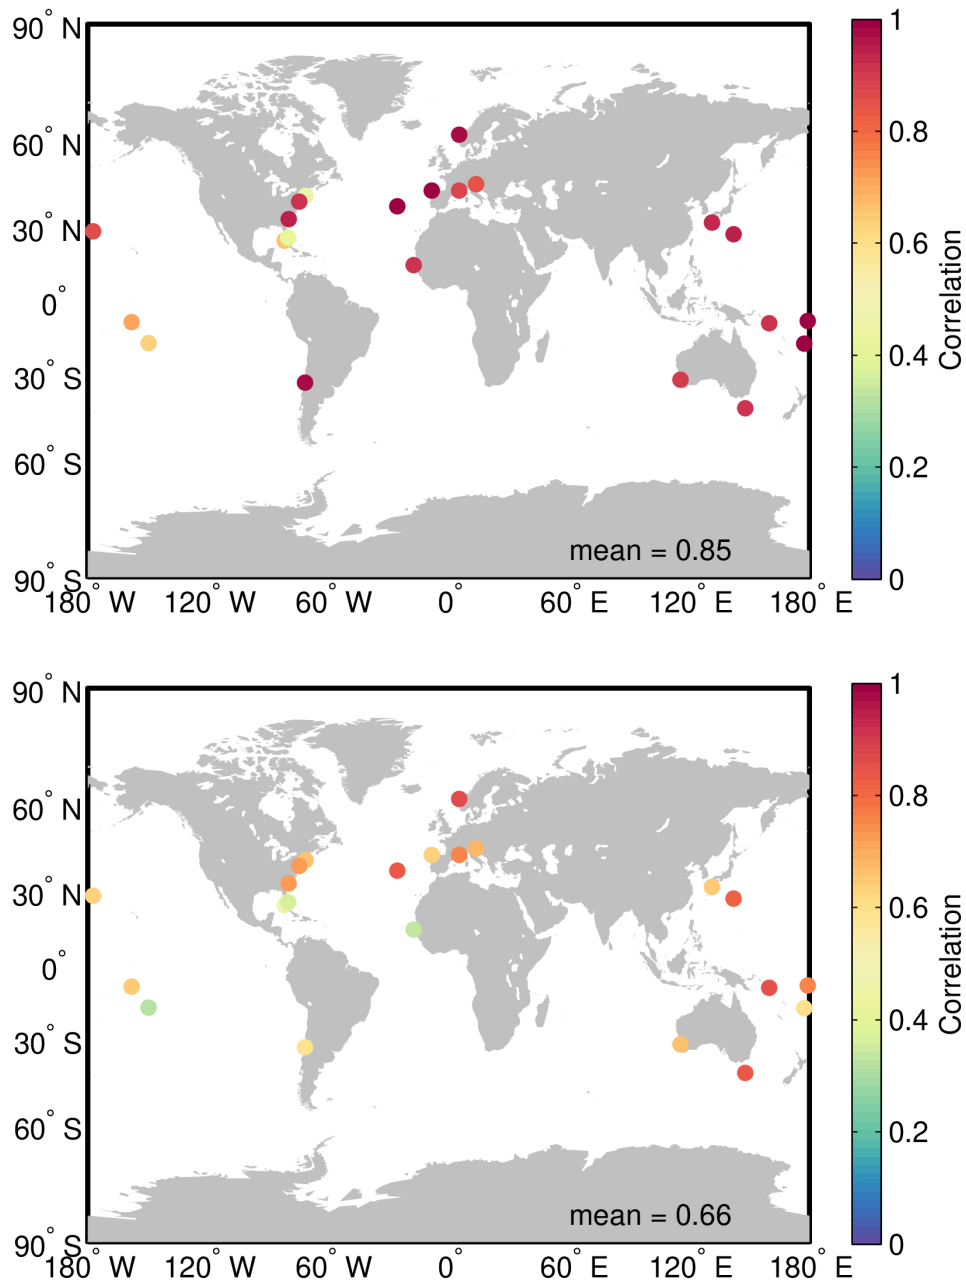 90° N
60° N
30° N
0°
30° S
60° S
90° S
180° W 120° W 60° W 0° 60° E 120° E 180° E
mean = 0.85
1
0.8
0.6
0.4
0.2
0
Correlation
90° N
60° N
30° N
0°
30° S
60° S
90° S
180° W 120° W 60° W 0° 60° E 120° E 180° E
mean = 0.66
1
0.8
0.6
0.4
0.2
0
Correlation